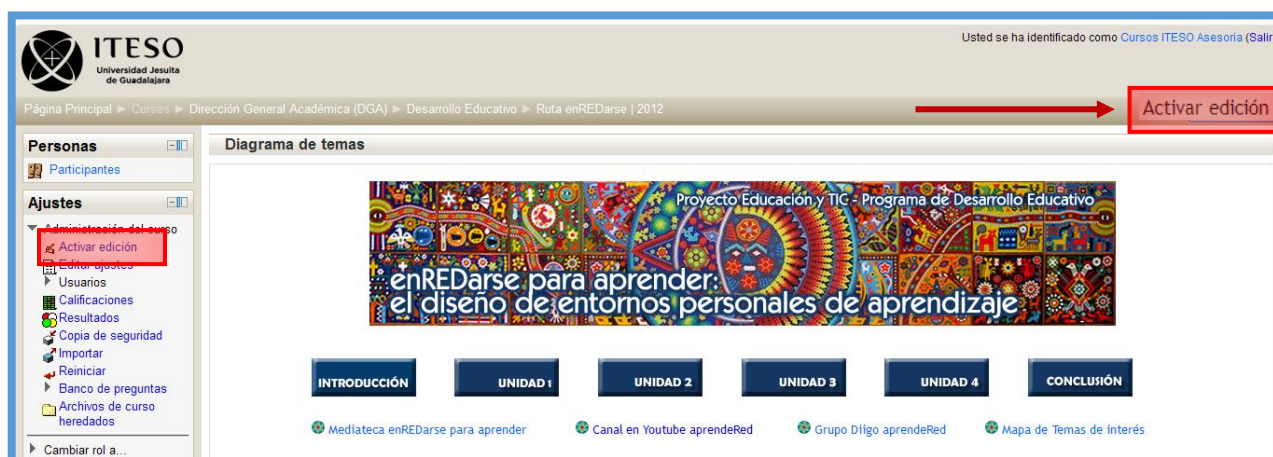 ITESO
Universidad Jesuita
de Guadalajara
Usted se ha identificado como Cursos ITESO Asesoria (Salir
Página Principal ► Cursos ► Dirección General Académica (DGA) ► Desarrollo Educativo ► Ruta enREDarse | 2012
Activar edición
Personas
Participantes
Ajustes
Administración del curso
Activar edición
Editar ajustes
Usuarios
Calificaciones
Resultados
Copia de seguridad
Importar
Reiniciar
Banco de preguntas
Archivos de curso
heredados
Cambiar rol a...
Diagrama de temas
Proyecto Educación y TIC - Programa de Desarrollo Educativo
enREDarse para aprender:
el diseño de entornos personales de aprendizaje
INTRODUCCIÓN
UNIDAD 1
UNIDAD 2
UNIDAD 3
UNIDAD 4
CONCLUSIÓN
Mediateca enREDarse para aprender
Canal en Youtube aprendeRed
Grupo Diigo aprendeRed
Mapa de Temas de interés